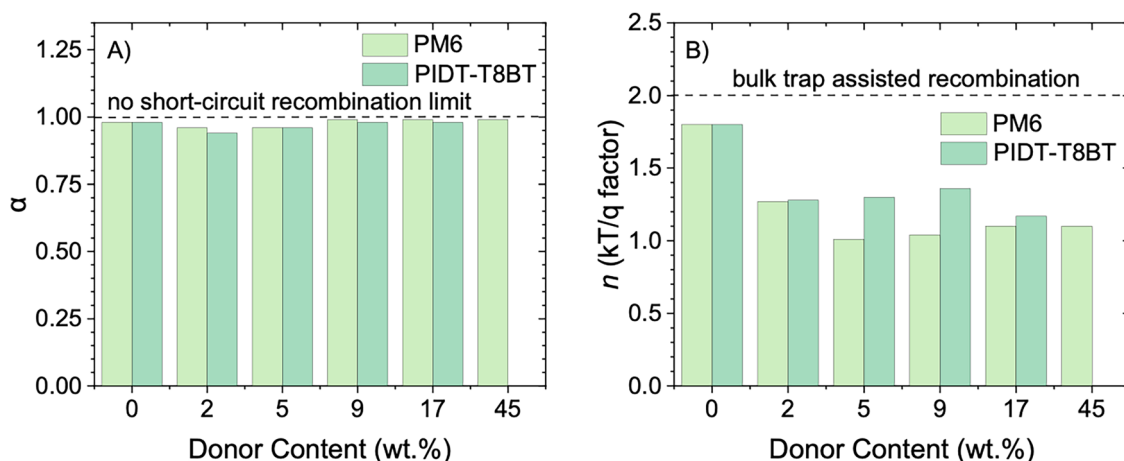 A)
PM6
PIDT-T8BT
no short-circuit recombination limit
1.25
1.00
0.75
0.50
0.25
0.00
α
0 2 5 9 17 45
Donor Content (wt.%)
B)
bulk trap assisted recombination
PM6
PIDT-T8BT
2.5
2.0
1.5
1.0
0.5
0.0
n (kT/q factor)
0 2 5 9 17 45
Donor Content (wt.%)